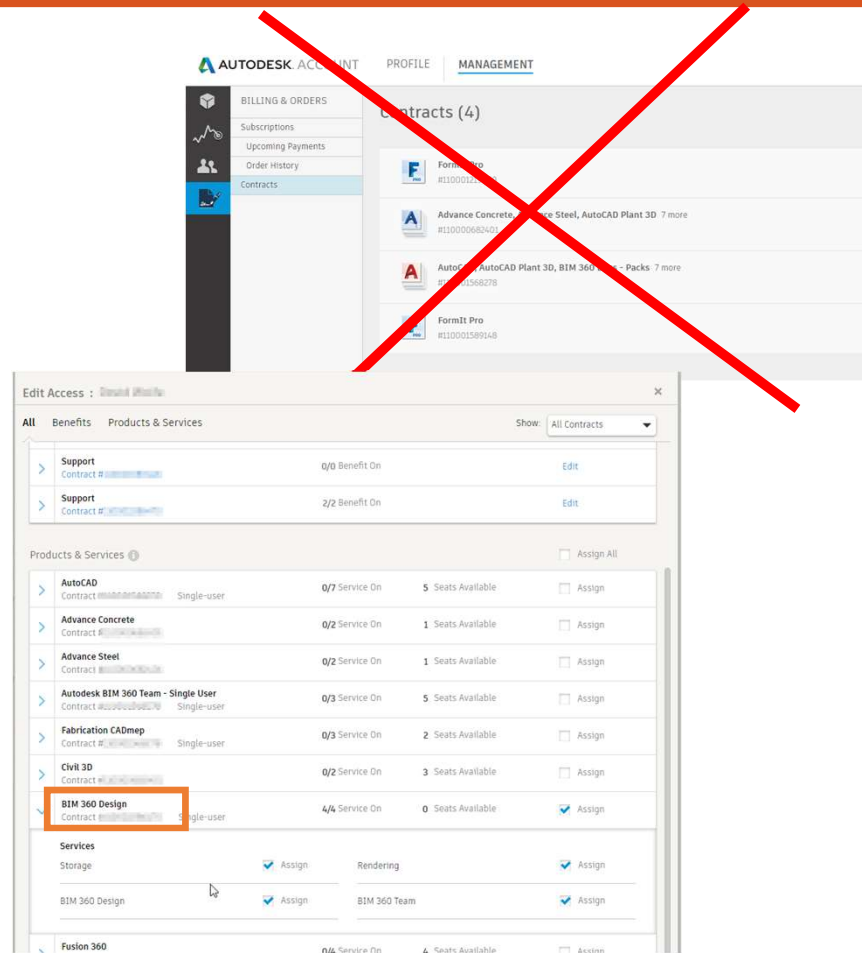 AUTODESK ACCOUNT PROFILE MANAGEMENT
BILLING & ORDERS
Subscriptions
Upcoming Payments
Order History
Contracts
Contracts (4)
FormIt Pro
Advance Concrete, Advance Steel, AutoCAD Plant 3D 7 more
#110000682401
AutoCAD, AutoCAD Plant 3D, BIM 360 - Packs 7 more
FormIt Pro
#110001589148
Edit Access :
All Benefits Products & Services Show: All Contracts
Support 0/0 Benefit On Edit
Contract #
Support 2/2 Benefit On Edit
Contract #
Products & Services Assign All
AutoCAD 0/7 Service On 5 Seats Available Assign
Contract Single-user
Advance Concrete 0/2 Service On 1 Seats Available Assign
Contract #
Advance Steel 0/2 Service On 1 Seats Available Assign
Contract
Autodesk BIM 360 Team - Single User 0/3 Service On 5 Seats Available Assign
Contract Single-user
Fabrication CADmep 0/3 Service On 2 Seats Available Assign
Contract # Single-user
Civil 3D 0/2 Service On 3 Seats Available Assign
Contract #
BIM 360 Design 4/4 Service On 0 Seats Available Assign
Contract Single-user
Services
Storage Assign Rendering Assign
BIM 360 Design Assign BIM 360 Team Assign
Fusion 360 0/4 Service On 4 Seats Available Assign